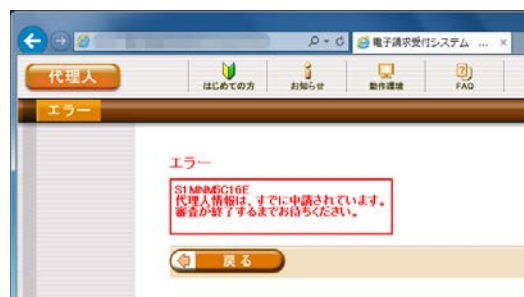 電子請求受付システム ...
代理人
はじめての方
お知らせ
動作環境
FAQ
エラー
エラー
S1MNM5C16E
代理人情報は、すでに申請されています。
審査が終了するまでお待ちください。
戻る